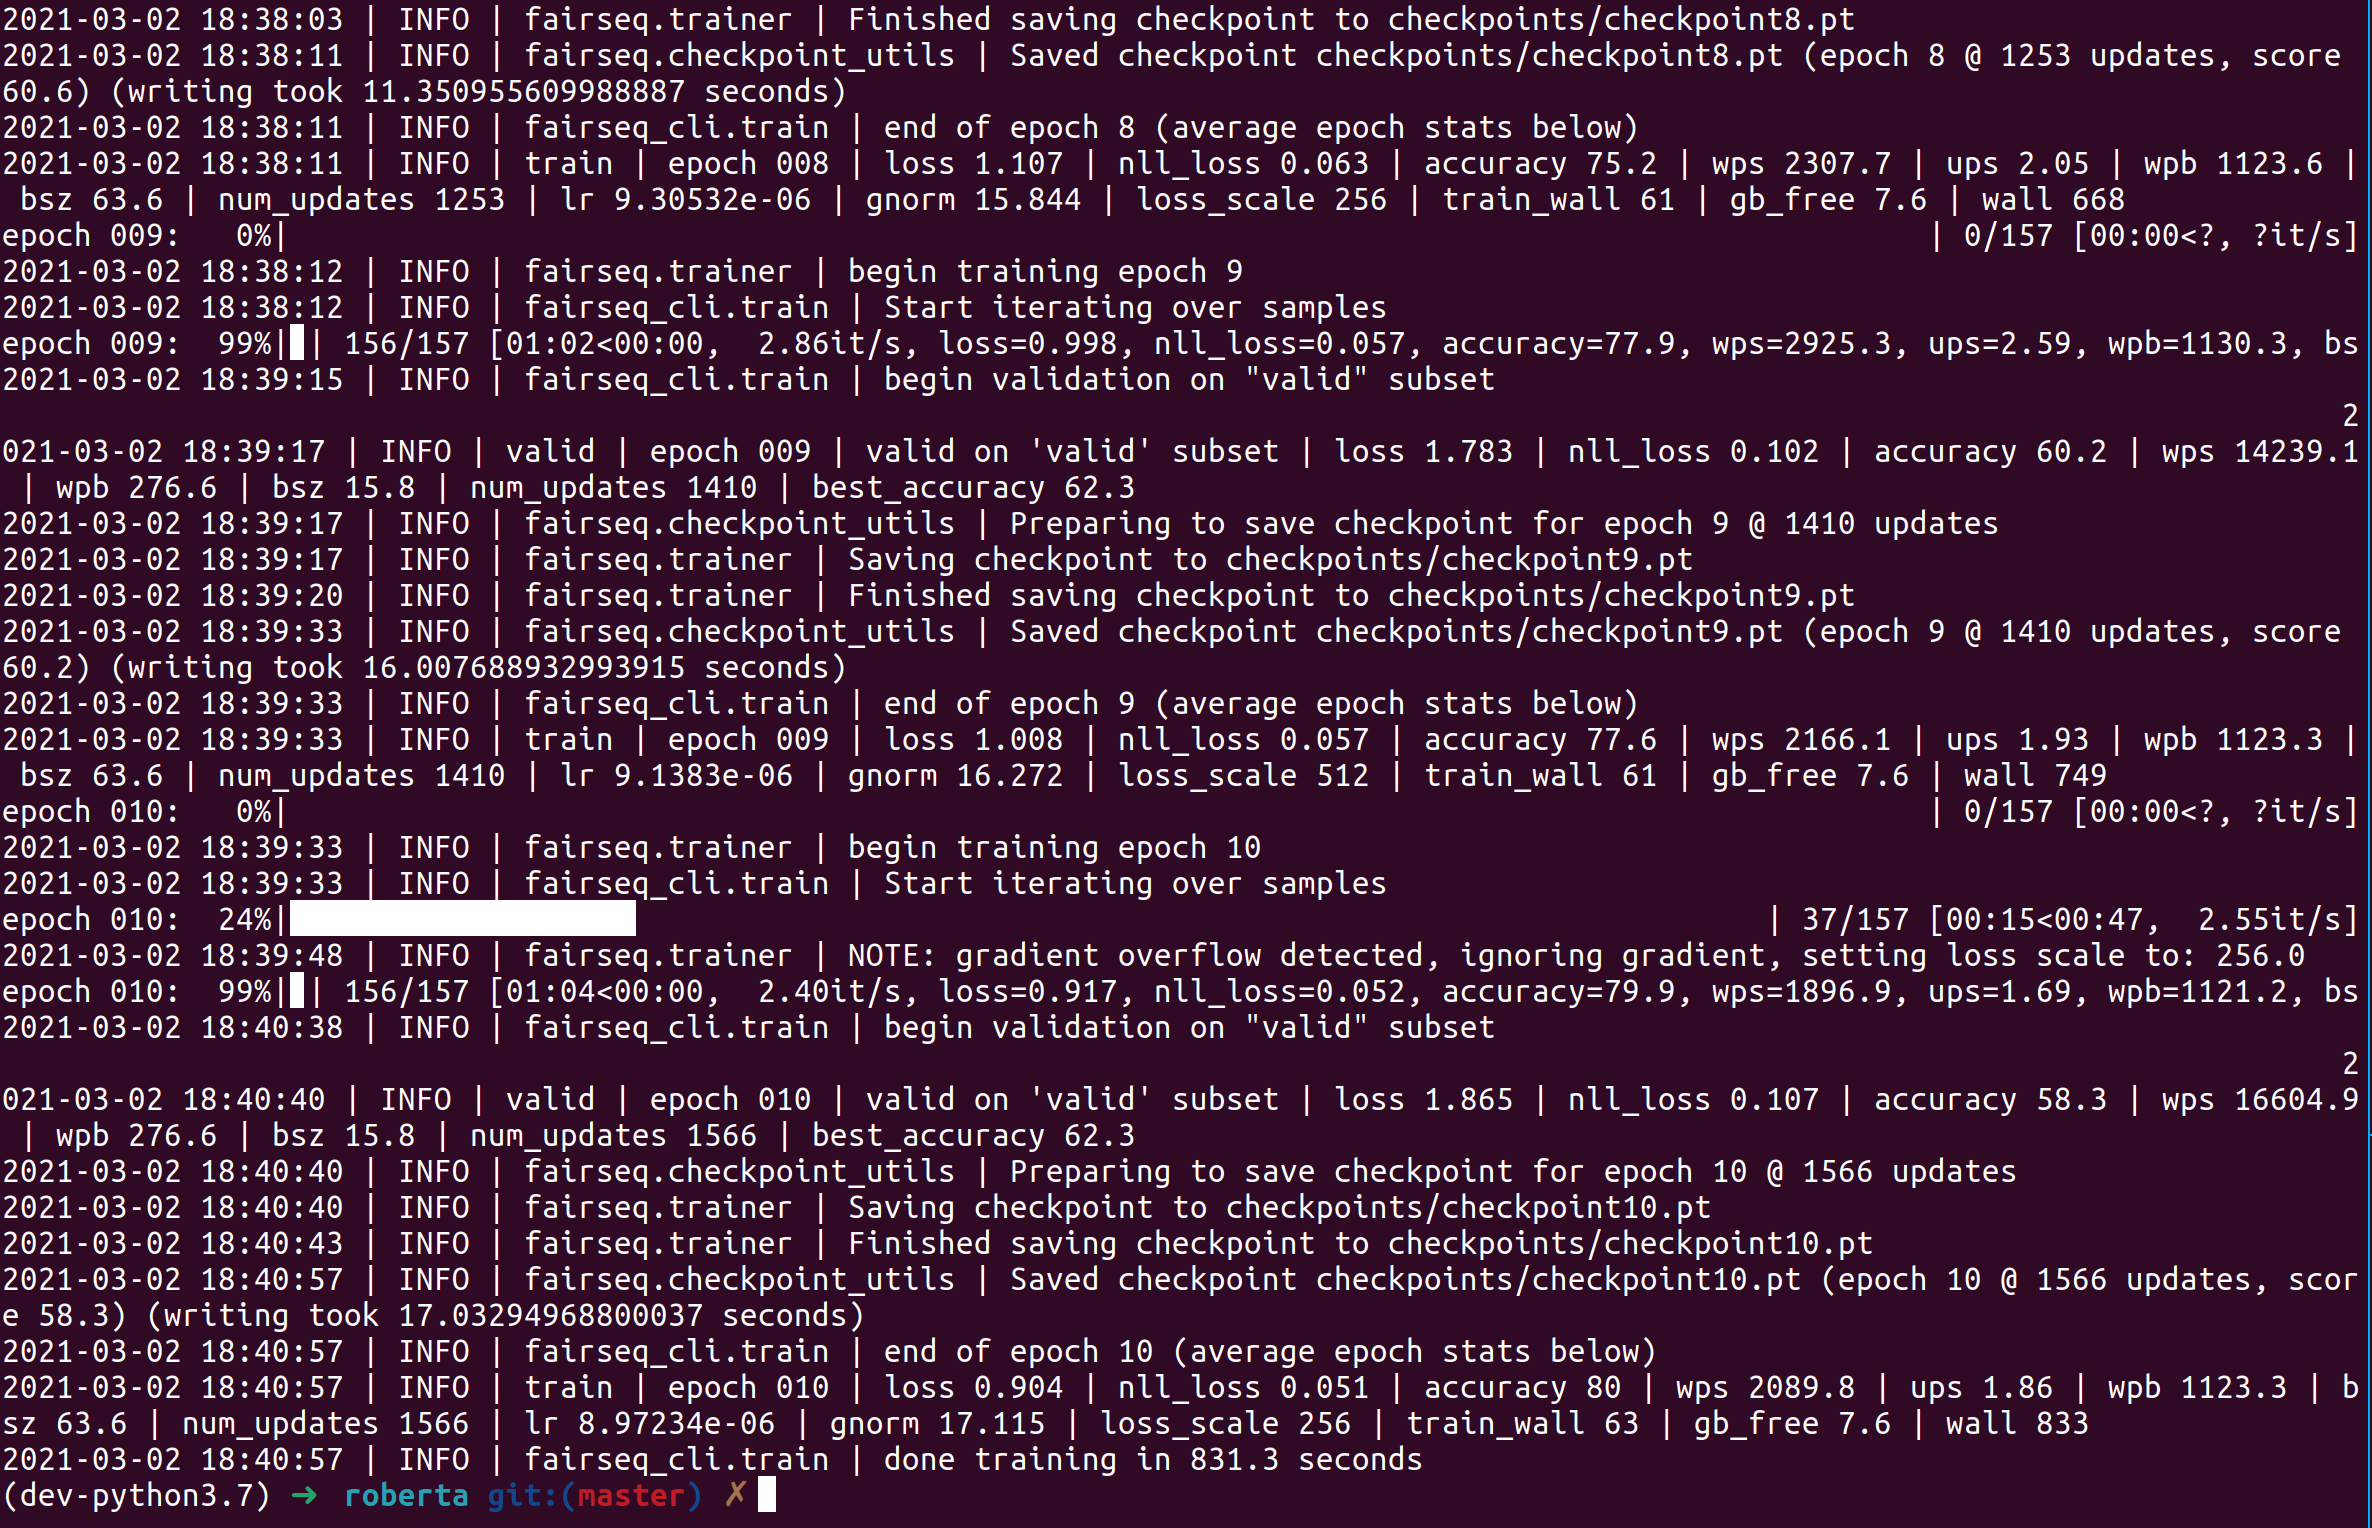 2021-03-02 18:38:03 | INFO | fairseq.trainer | Finished saving checkpoint to checkpoints/checkpoint8.pt
2021-03-02 18:38:11 | INFO | fairseq.checkpoint_utils | Saved checkpoint checkpoints/checkpoint8.pt (epoch 8 @ 1253 updates, score
60.6) (writing took 11.350955609988887 seconds)
2021-03-02 18:38:11 | INFO | fairseq_cli.train | end of epoch 8 (average epoch stats below)
2021-03-02 18:38:11 | INFO | train | epoch 008 | loss 1.107 | nll_loss 0.063 | accuracy 75.2 | wps 2307.7 | ups 2.05 | wpb 1123.6 |
 bsz 63.6 | num_updates 1253 | lr 9.30532e-06 | gnorm 15.844 | loss_scale 256 | train_wall 61 | gb_free 7.6 | wall 668
epoch 009:   0%|                                                                                           | 0/157 [00:00<?, ?it/s]
2021-03-02 18:38:12 | INFO | fairseq.trainer | begin training epoch 9
2021-03-02 18:38:12 | INFO | fairseq_cli.train | Start iterating over samples
epoch 009:  99%| | 156/157 [01:02<00:00,  2.86it/s, loss=0.998, nll_loss=0.057, accuracy=77.9, wps=2925.3, ups=2.59, wpb=1130.3, bs
2021-03-02 18:39:15 | INFO | fairseq_cli.train | begin validation on "valid" subset
2
021-03-02 18:39:17 | INFO | valid | epoch 009 | valid on 'valid' subset | loss 1.783 | nll_loss 0.102 | accuracy 60.2 | wps 14239.1
 | wpb 276.6 | bsz 15.8 | num_updates 1410 | best_accuracy 62.3
2021-03-02 18:39:17 | INFO | fairseq.checkpoint_utils | Preparing to save checkpoint for epoch 9 @ 1410 updates
2021-03-02 18:39:17 | INFO | fairseq.trainer | Saving checkpoint to checkpoints/checkpoint9.pt
2021-03-02 18:39:20 | INFO | fairseq.trainer | Finished saving checkpoint to checkpoints/checkpoint9.pt
2021-03-02 18:39:33 | INFO | fairseq.checkpoint_utils | Saved checkpoint checkpoints/checkpoint9.pt (epoch 9 @ 1410 updates, score
60.2) (writing took 16.007688932993915 seconds)
2021-03-02 18:39:33 | INFO | fairseq_cli.train | end of epoch 9 (average epoch stats below)
2021-03-02 18:39:33 | INFO | train | epoch 009 | loss 1.008 | nll_loss 0.057 | accuracy 77.6 | wps 2166.1 | ups 1.93 | wpb 1123.3 |
 bsz 63.6 | num_updates 1410 | lr 9.1383e-06 | gnorm 16.272 | loss_scale 512 | train_wall 61 | gb_free 7.6 | wall 749
epoch 010:   0%|                                                                                           | 0/157 [00:00<?, ?it/s]
2021-03-02 18:39:33 | INFO | fairseq.trainer | begin training epoch 10
2021-03-02 18:39:33 | INFO | fairseq_cli.train | Start iterating over samples
epoch 010:  24%|                                                                                  | 37/157 [00:15<00:47,  2.55it/s]
2021-03-02 18:39:48 | INFO | fairseq.trainer | NOTE: gradient overflow detected, ignoring gradient, setting loss scale to: 256.0
epoch 010:  99%| | 156/157 [01:04<00:00,  2.40it/s, loss=0.917, nll_loss=0.052, accuracy=79.9, wps=1896.9, ups=1.69, wpb=1121.2, bs
2021-03-02 18:40:38 | INFO | fairseq_cli.train | begin validation on "valid" subset
2
021-03-02 18:40:40 | INFO | valid | epoch 010 | valid on 'valid' subset | loss 1.865 | nll_loss 0.107 | accuracy 58.3 | wps 16604.9
 | wpb 276.6 | bsz 15.8 | num_updates 1566 | best_accuracy 62.3
2021-03-02 18:40:40 | INFO | fairseq.checkpoint_utils | Preparing to save checkpoint for epoch 10 @ 1566 updates
2021-03-02 18:40:40 | INFO | fairseq.trainer | Saving checkpoint to checkpoints/checkpoint10.pt
2021-03-02 18:40:43 | INFO | fairseq.trainer | Finished saving checkpoint to checkpoints/checkpoint10.pt
2021-03-02 18:40:57 | INFO | fairseq.checkpoint_utils | Saved checkpoint checkpoints/checkpoint10.pt (epoch 10 @ 1566 updates, scor
e 58.3) (writing took 17.03294968800037 seconds)
2021-03-02 18:40:57 | INFO | fairseq_cli.train | end of epoch 10 (average epoch stats below)
2021-03-02 18:40:57 | INFO | train | epoch 010 | loss 0.904 | nll_loss 0.051 | accuracy 80 | wps 2089.8 | ups 1.86 | wpb 1123.3 | b
sz 63.6 | num_updates 1566 | lr 8.97234e-06 | gnorm 17.115 | loss_scale 256 | train_wall 63 | gb_free 7.6 | wall 833
2021-03-02 18:40:57 | INFO | fairseq_cli.train | done training in 831.3 seconds
(dev-python3.7) ➜ roberta git:(master) ✗